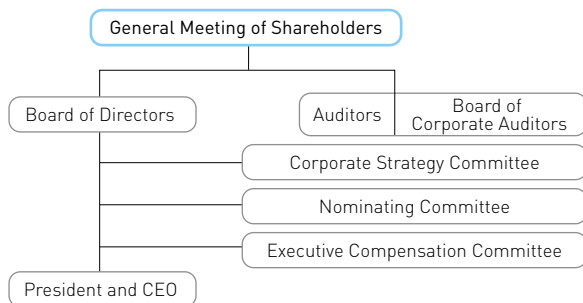 General Meeting of Shareholders
Board of Directors
Auditors
Board of
Corporate Auditors
Corporate Strategy Committee
Nominating Committee
Executive Compensation Committee
President and CEO